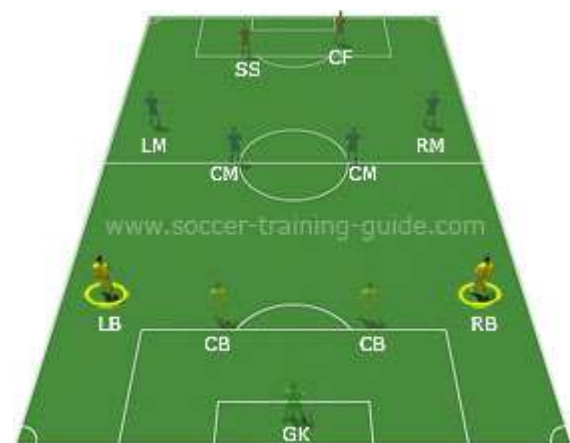 SS CF
LM RM
CM CM
www.soccer-training-guide.com
LB RB
CB CB
GK